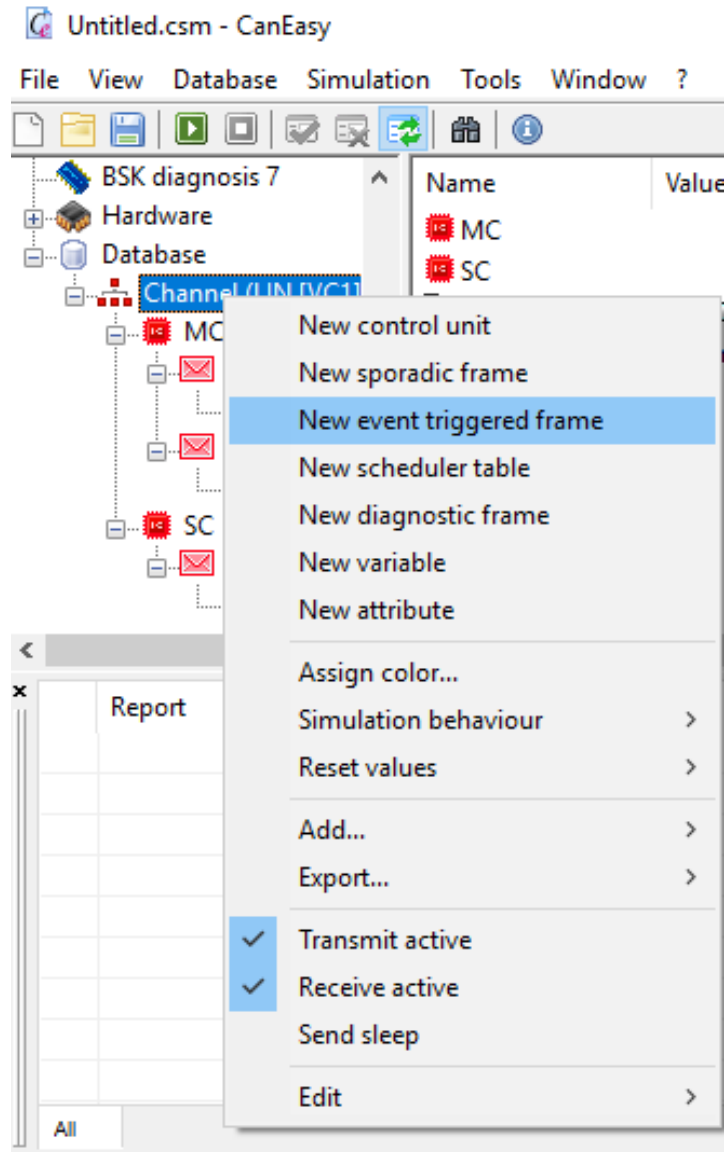 Untitled.csm - CanEasy
File View Database Simulation Tools Window ?
BSK diagnosis 7
Hardware
Database
Channel (LIN [VC1]
MC
SC
Name Value
MC
SC
New control unit
New sporadic frame
New event triggered frame
New scheduler table
New diagnostic frame
New variable
New attribute
Assign color...
Simulation behaviour
Reset values
Add...
Export...
Transmit active
Receive active
Send sleep
Edit
Report
All